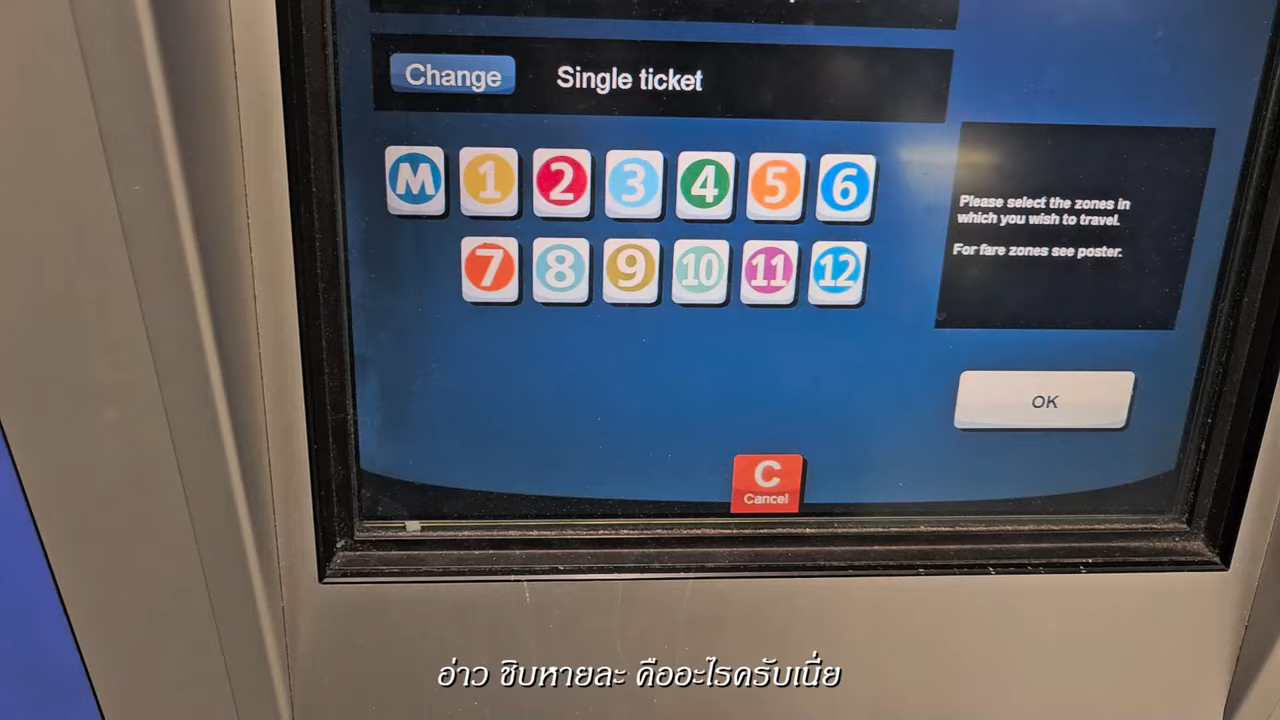 Change Single ticket
M 1 2 3 4 5 6
7 8 9 10 11 12
Please select the zones in
which you wish to travel.
For fare zones see poster.
OK
C
Cancel
อ่าว ชิบหายละ คืออะไรครับเนี่ย